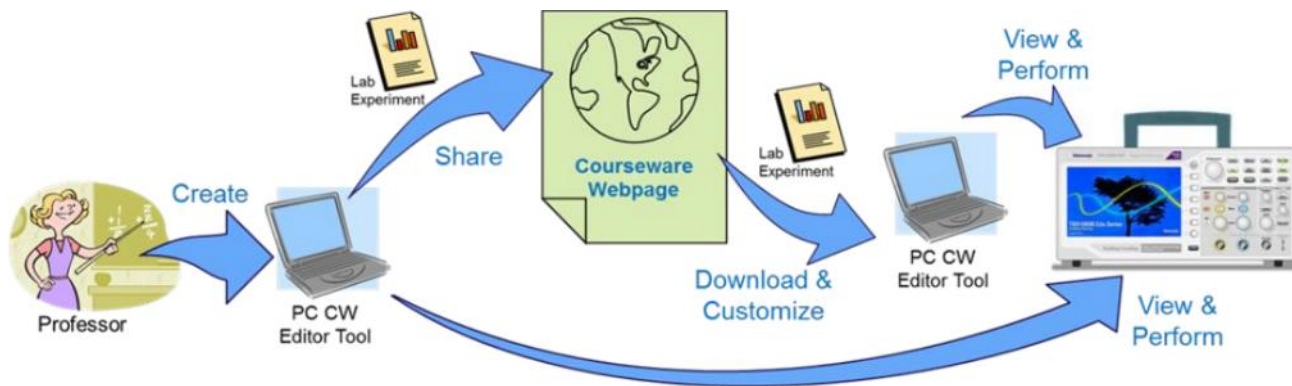 Create
Professor
PC CW
Editor Tool
Lab
Experiment
Share
Courseware
Webpage
Lab
Experiment
Download &
Customize
PC CW
Editor Tool
View &
Perform
Tektronix
View &
Perform